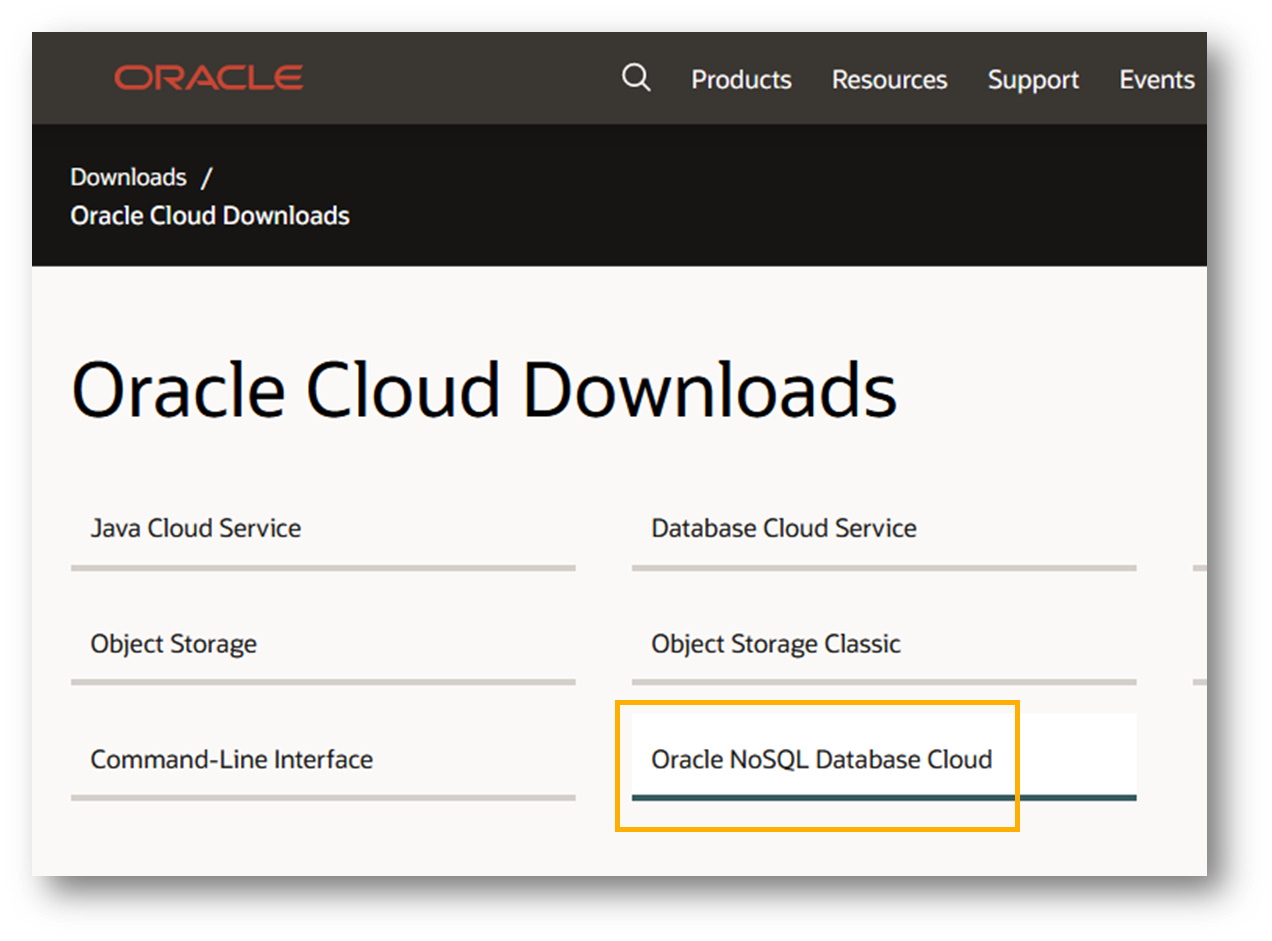 ORACLE
Products Resources Support Events
Downloads /
Oracle Cloud Downloads
Oracle Cloud Downloads
Java Cloud Service
Database Cloud Service
Object Storage
Object Storage Classic
Command-Line Interface
Oracle NoSQL Database Cloud